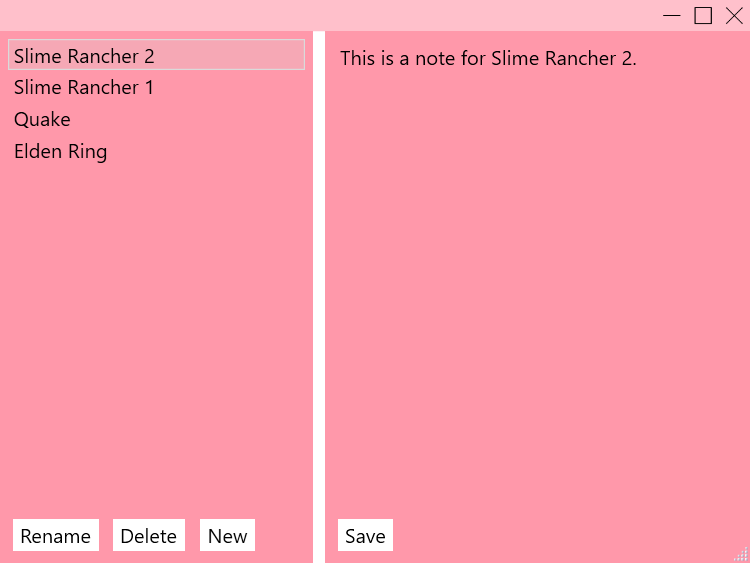 Slime Rancher 2
Slime Rancher 1
Quake
Elden Ring
Rename Delete New
This is a note for Slime Rancher 2.
Save